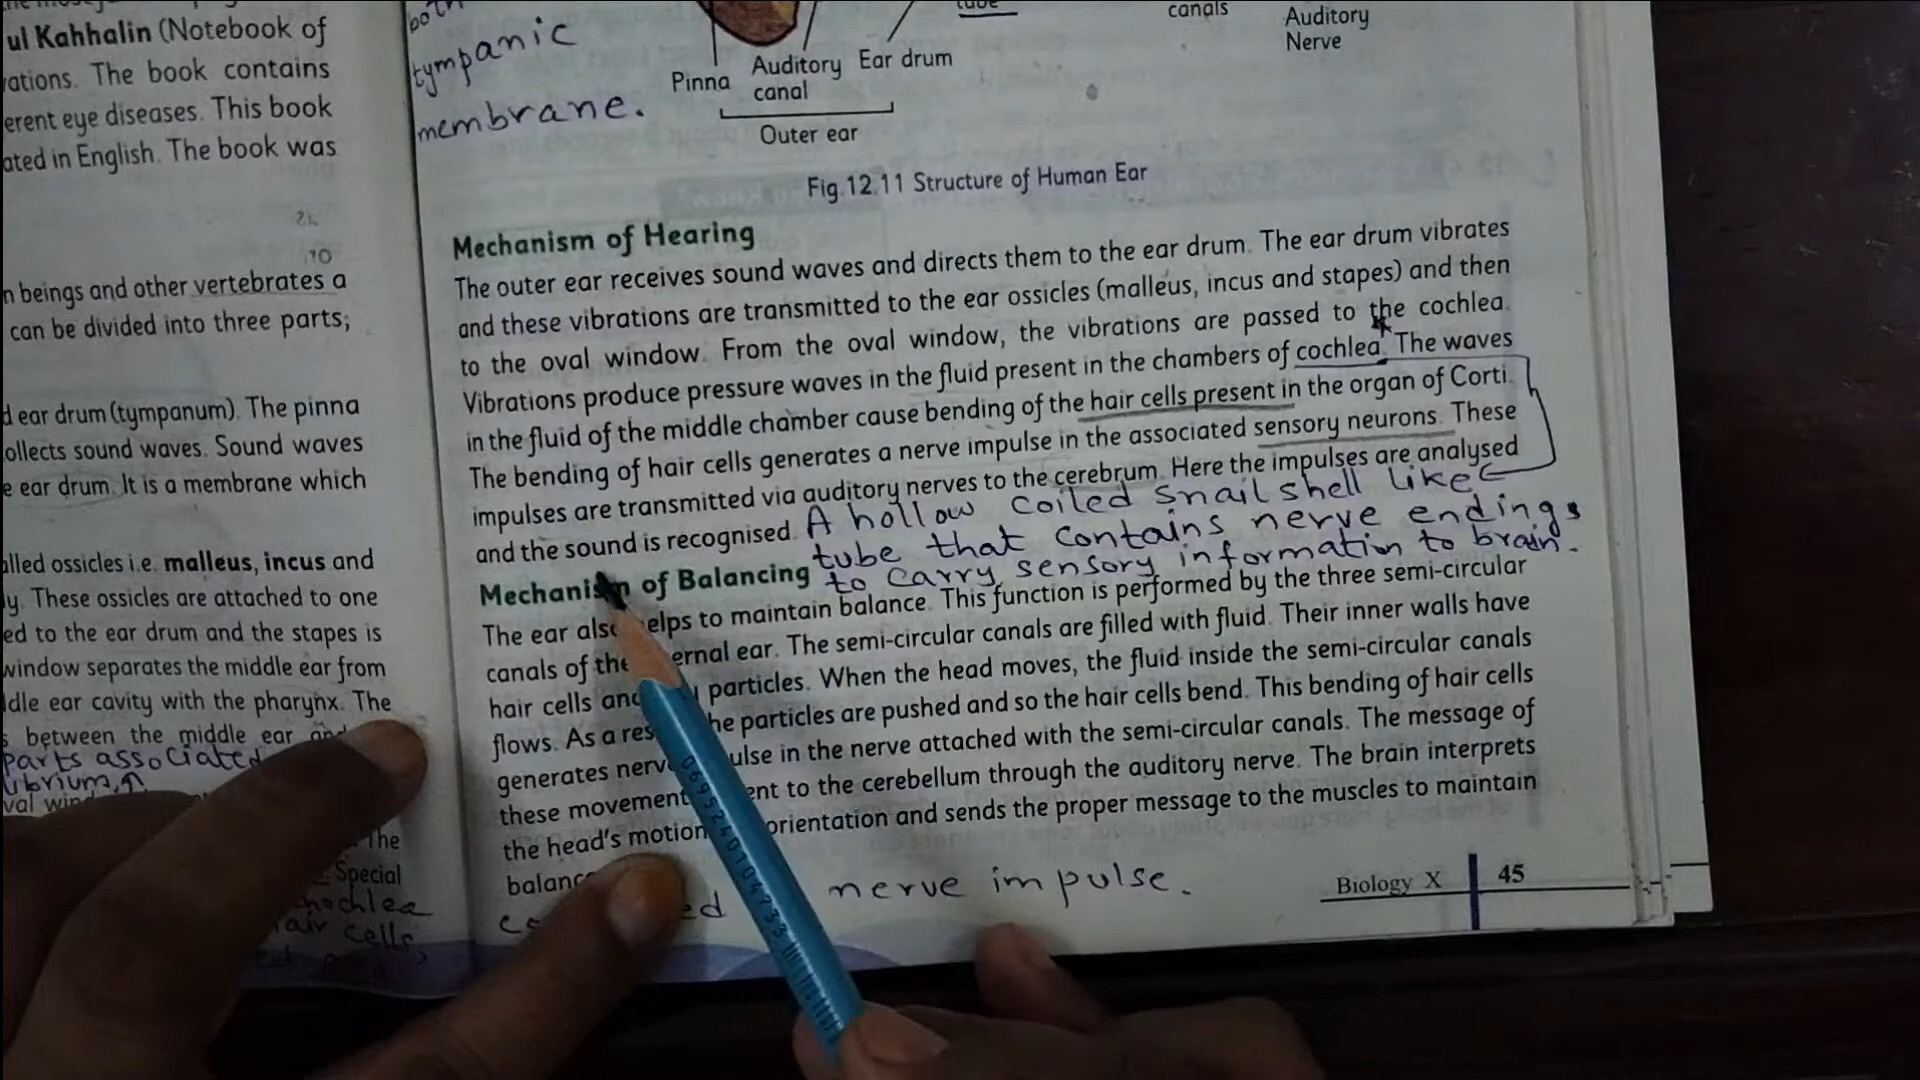 ul Kahhalin (Notebook of
ations. The book contains
erent eye diseases. This book
ated in English. The book was
n beings and other vertebrates a
can be divided into three parts;
d ear drum (tympanum). The pinna
ollects sound waves. Sound waves
e ear drum. It is a membrane which
alled ossicles i.e. malleus, incus and
y. These ossicles are attached to one
ed to the ear drum and the stapes is
window separates the middle ear from
dle ear cavity with the pharynx. The
s between the middle ear and
parts associated
val wind
The
Special
cochlea
hair cells,
both
tympanic
membrane.
Pinna
Auditory
canal
Ear drum
tube
canals
Auditory
Nerve
Outer ear
Fig.12.11 Structure of Human Ear
Mechanism of Hearing
The outer ear receives sound waves and directs them to the ear drum. The ear drum vibrates
and these vibrations are transmitted to the ear ossicles (malleus, incus and stapes) and then
to the oval window. From the oval window, the vibrations are passed to the cochlea.
Vibrations produce pressure waves in the fluid present in the chambers of cochlea. The waves
in the fluid of the middle chamber cause bending of the hair cells present in the organ of Corti.
The bending of hair cells generates a nerve impulse in the associated sensory neurons. These
impulses are transmitted via auditory nerves to the cerebrum. Here the impulses are analysed
and the sound is recognised.
A hollow coiled snail shell like
tube that contains nerve endings
to carry sensory information to brain.
Mechanism of Balancing
The ear also helps to maintain balance. This function is performed by the three semi-circular
canals of the ernal ear. The semi-circular canals are filled with fluid. Their inner walls have
hair cells and particles. When the head moves, the fluid inside the semi-circular canals
flows. As a res he particles are pushed and so the hair cells bend. This bending of hair cells
generates nerv ulse in the nerve attached with the semi-circular canals. The message of
these movement ent to the cerebellum through the auditory nerve. The brain interprets
the head's motion orientation and sends the proper message to the muscles to maintain
balanc
ed nerve impulse.
Biology X 45